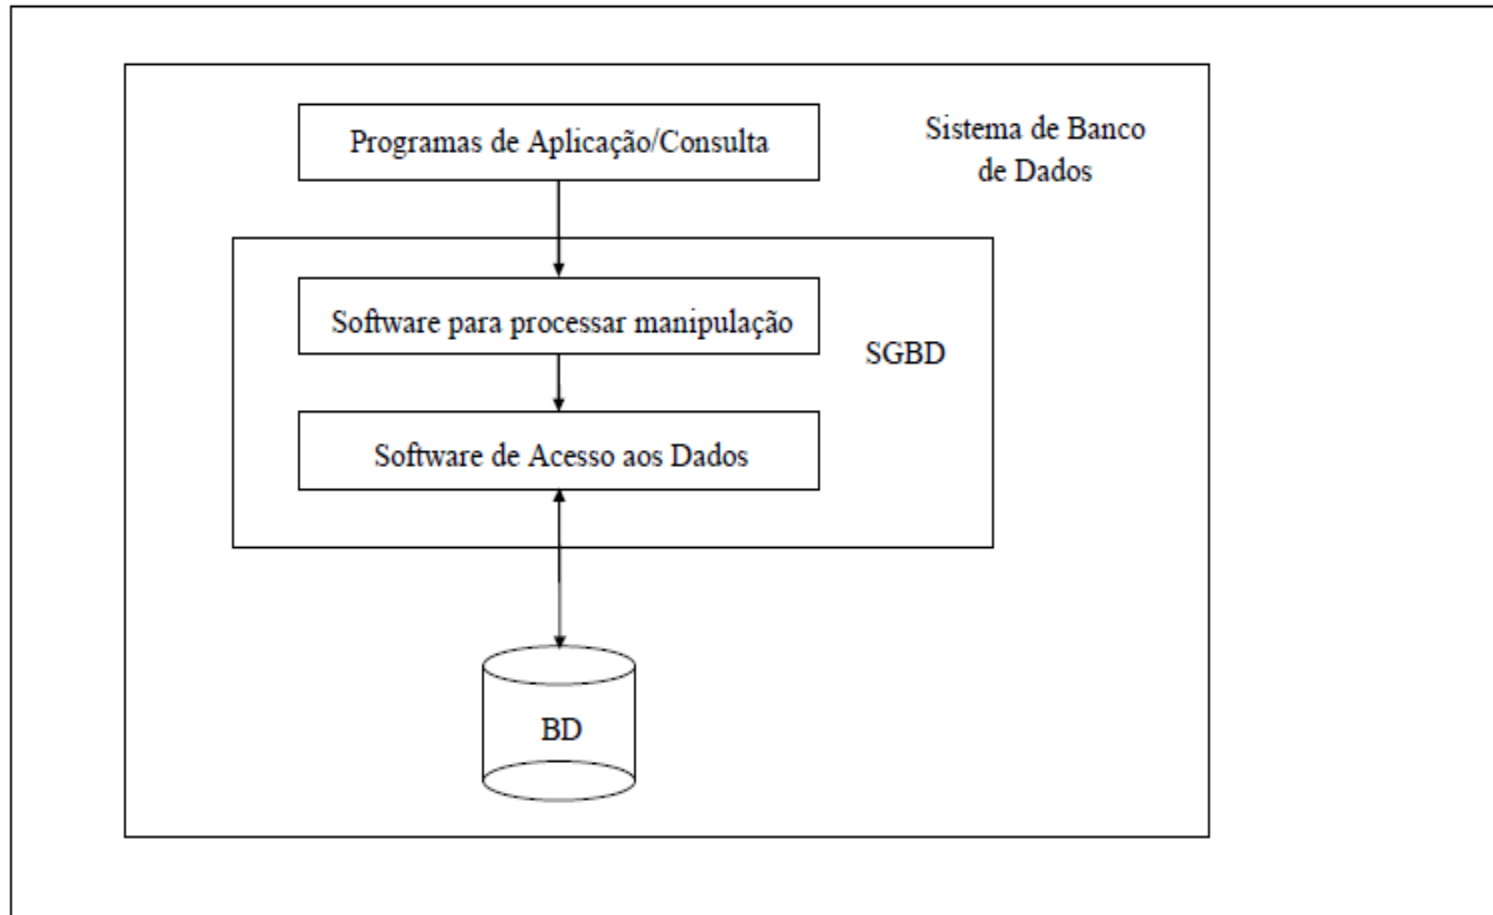 Programas de Aplicação/Consulta
Sistema de Banco
de Dados
Software para processar manipulação
SGBD
Software de Acesso aos Dados
BD